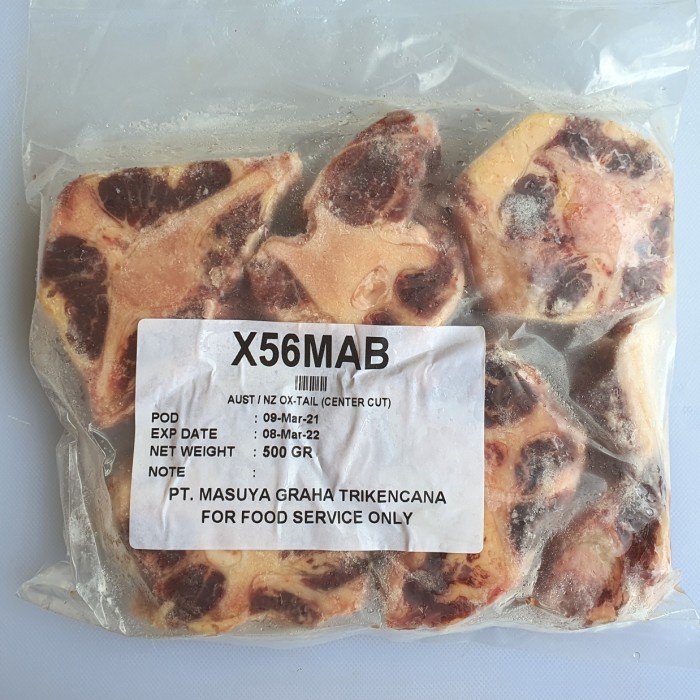 X56MAB
AUST / NZ OX-TAIL (CENTER CUT)
POD : 09-Mar-21
EXP DATE : 08-Mar-22
NET WEIGHT : 500 GR
NOTE :
PT. MASUYA GRAHA TRIKENCANA
FOR FOOD SERVICE ONLY